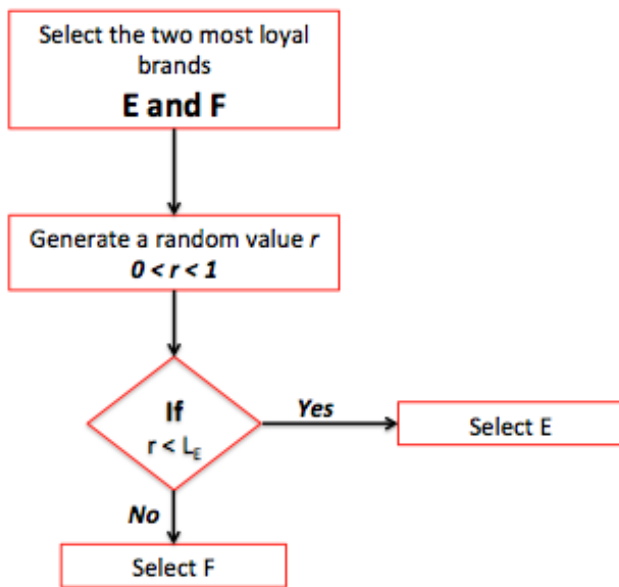 Select the two most loyal
brands
E and F
Generate a random value r
0 < r < 1
If
r < L_E
Yes
Select E
No
Select F